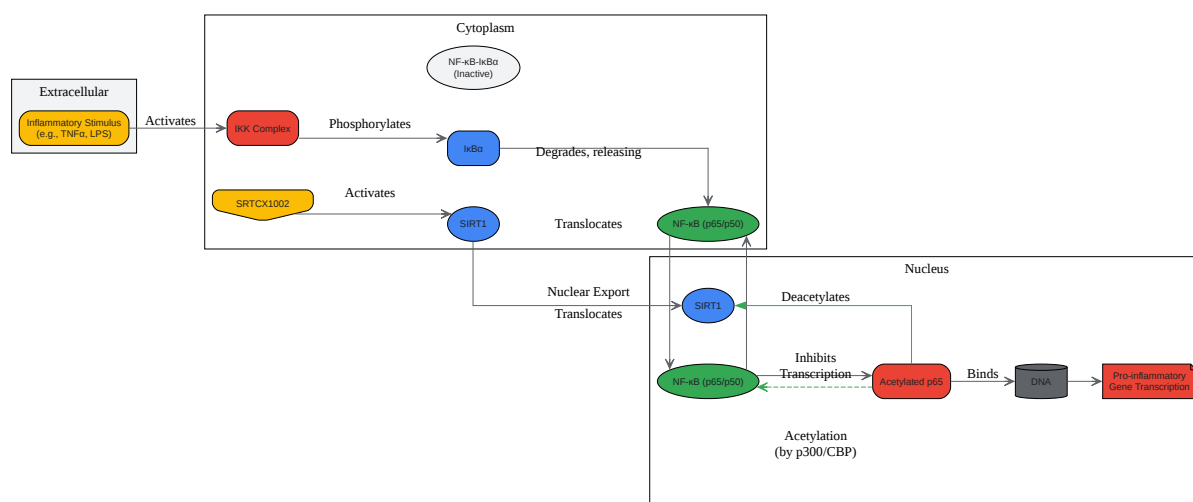 Cytoplasm
NF-κB-IκBα
(Inactive)
Extracellular
Inflammatory Stimulus
(e.g., TNFα, LPS)
Activates
IKK Complex
Phosphorylates
IκBα
Degrades, releasing
SRTCX1002
Activates
SIRT1
Translocates
NF-κB (p65/p50)
Nucleus
Nuclear Export
Translocates
SIRT1
Deacetylates
NF-κB (p65/p50)
Inhibits
Transcription
Acetylated p65
Binds
DNA
Pro-inflammatory
Gene Transcription
Acetylation
(by p300/CBP)